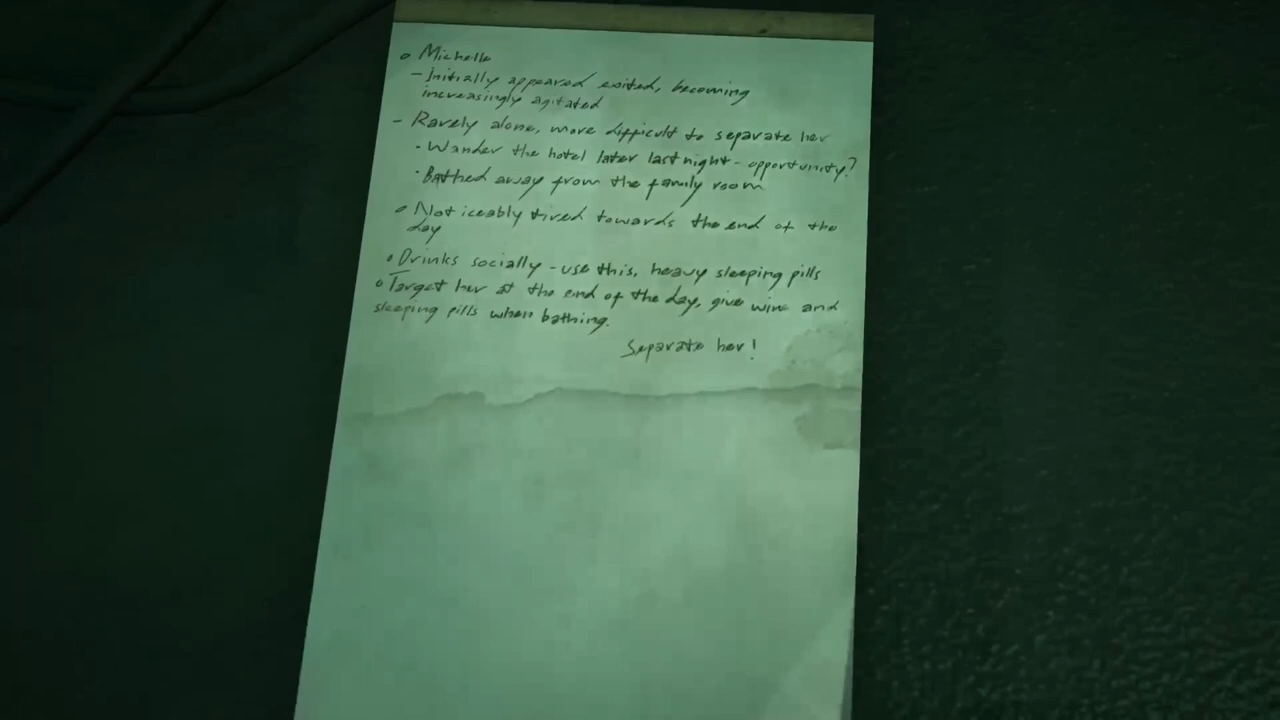 o Michelle
- Initially appeared exited, becoming
increasingly agitated
- Rarely alone, more difficult to separate her
- Wander the hotel later last night - opportunity?
· Bathed away from the family room
o Noticeably tired towards the end of the
day
• Drinks socially - use this, heavy sleeping pills
o Target her at the end of the day, give wine and
sleeping pills when bathing.
Separate her!